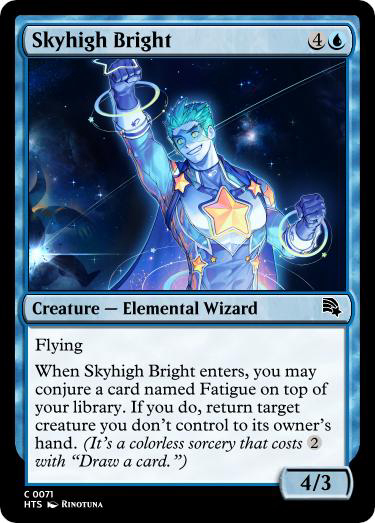 Skyhigh Bright 4
Creature — Elemental Wizard
Flying
When Skyhigh Bright enters, you may
conjure a card named Fatigue on top of
your library. If you do, return target
creature you don't control to its owner's
hand. (It's a colorless sorcery that costs 2
with “Draw a card.”)
4/3
C 0071
HTS Rinotuna